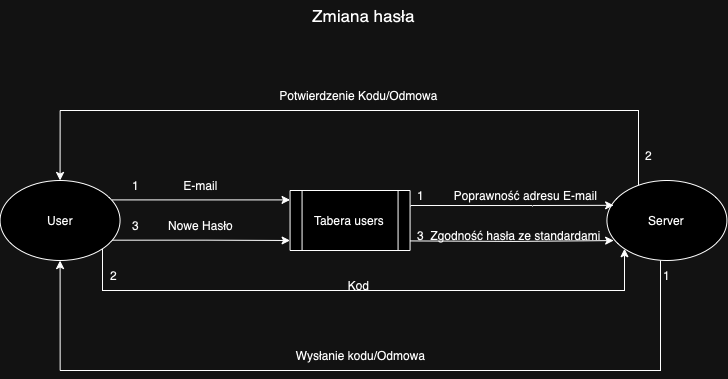 Zmiana hasła
Potwierdzenie Kodu/Odmowa
2
1 E-mail
1 Poprawność adresu E-mail
User
Tabera users
Server
3 Nowe Hasło
3 Zgodność hasła ze standardami
2
1
Kod
Wysłanie kodu/Odmowa